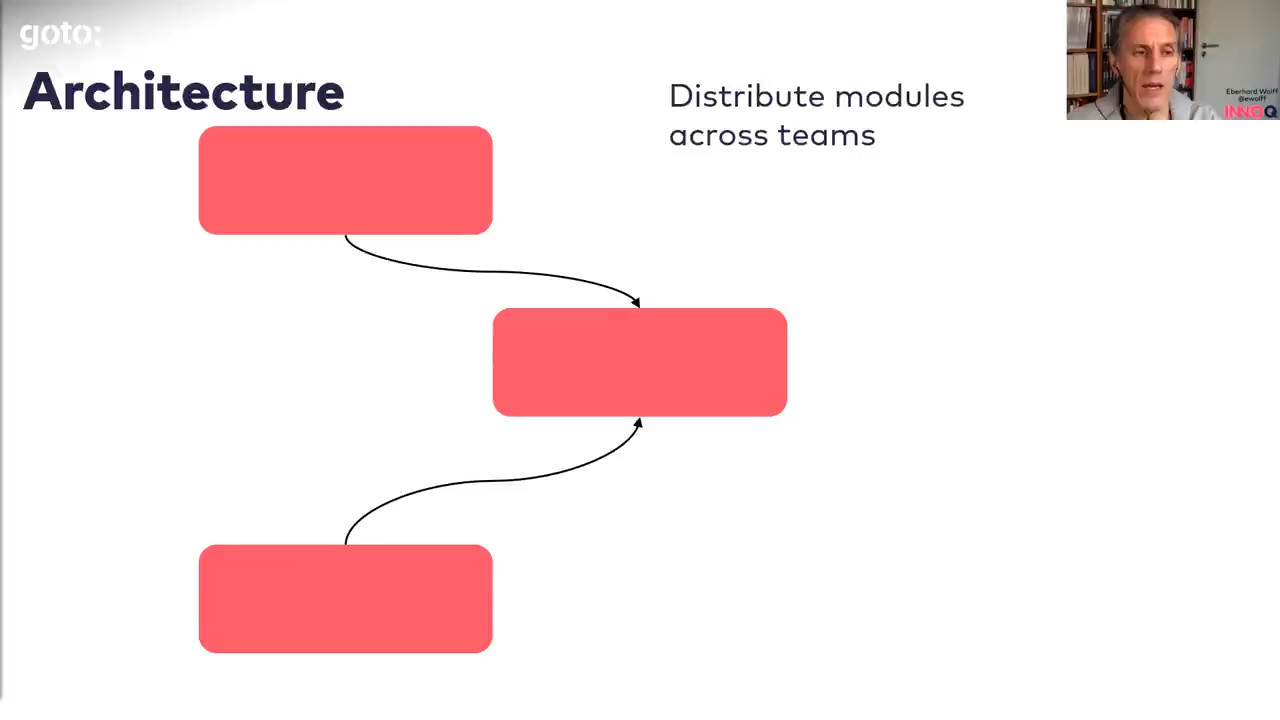 goto;
Architecture
Distribute modules
across teams
Eberhard Wolff
@ewolff
INNOQ